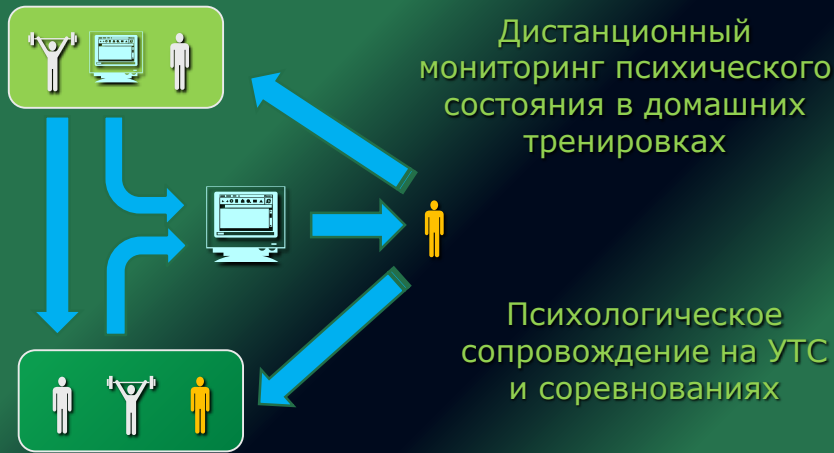 Дистанционный
мониторинг психического
состояния в домашних
тренировках
Психологическое
сопровождение на УТС
и соревнованиях